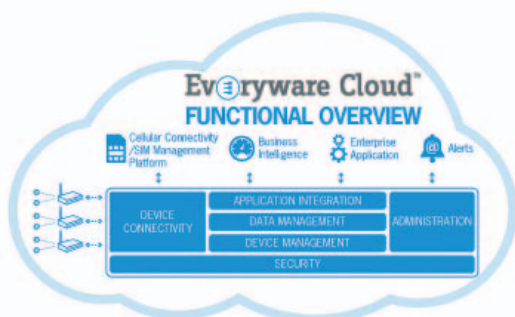 Everyware Cloud™
FUNCTIONAL OVERVIEW
Cellular Connectivity
/SIM Management
Platform
Business
Intelligence
Enterprise
Application
@ Alerts
DEVICE
CONNECTIVITY
APPLICATION INTEGRATION
DATA MANAGEMENT
DEVICE MANAGEMENT
ADMINISTRATION
SECURITY